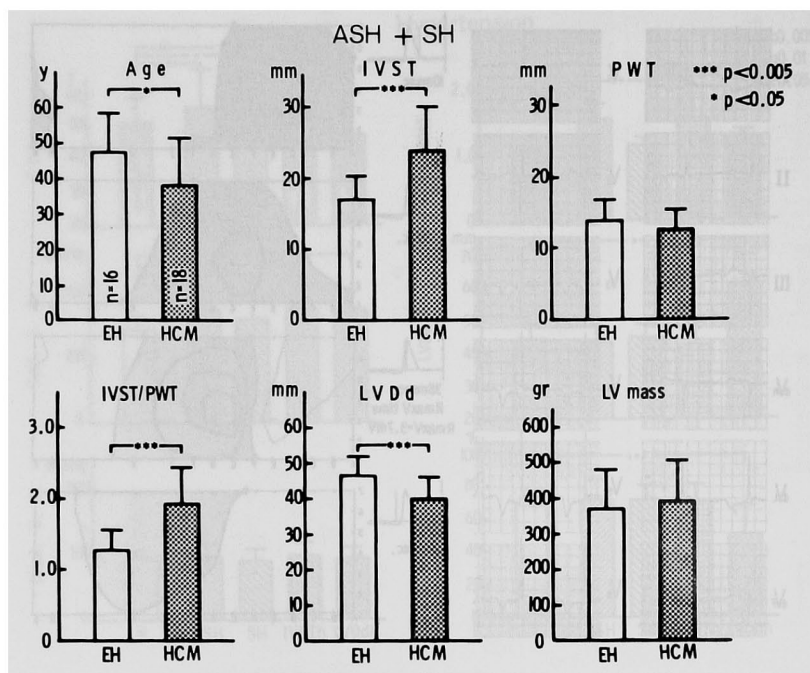 ASH + SH
y Age
60
50
40
30
20
10
0
n=16
n=18
EH HCM
mm IVST
30
20
10
0
EH HCM
mm PWT
30
20
10
0
EH HCM
*** p<0.005
* p<0.05
IVST/PWT
3.0
2.0
1.0
0
EH HCM
mm LVDd
60
50
40
30
20
10
0
EH HCM
gr LV mass
600
500
400
300
200
100
0
EH HCM